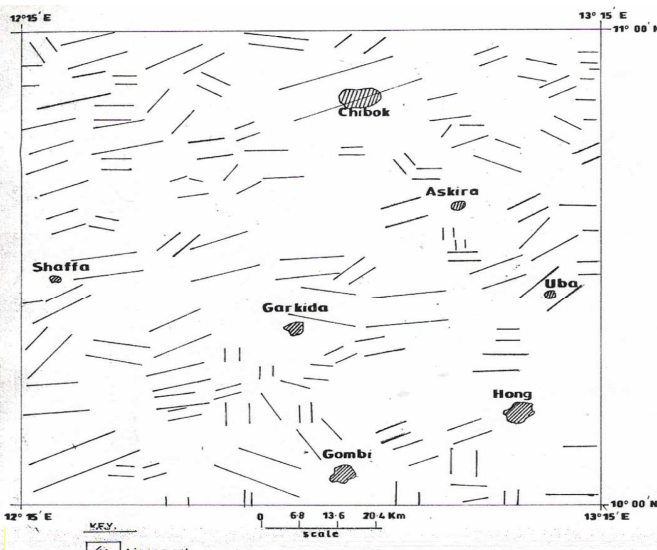 12°15´E
13°15´E
11°00´N
Chibok
Askira
Shaffa
Uba
Garkida
Hong
Gombi
10°00´N
12°15´E
0 6·8 13·6 20·4 Km
13°15´E
KEY.
scale